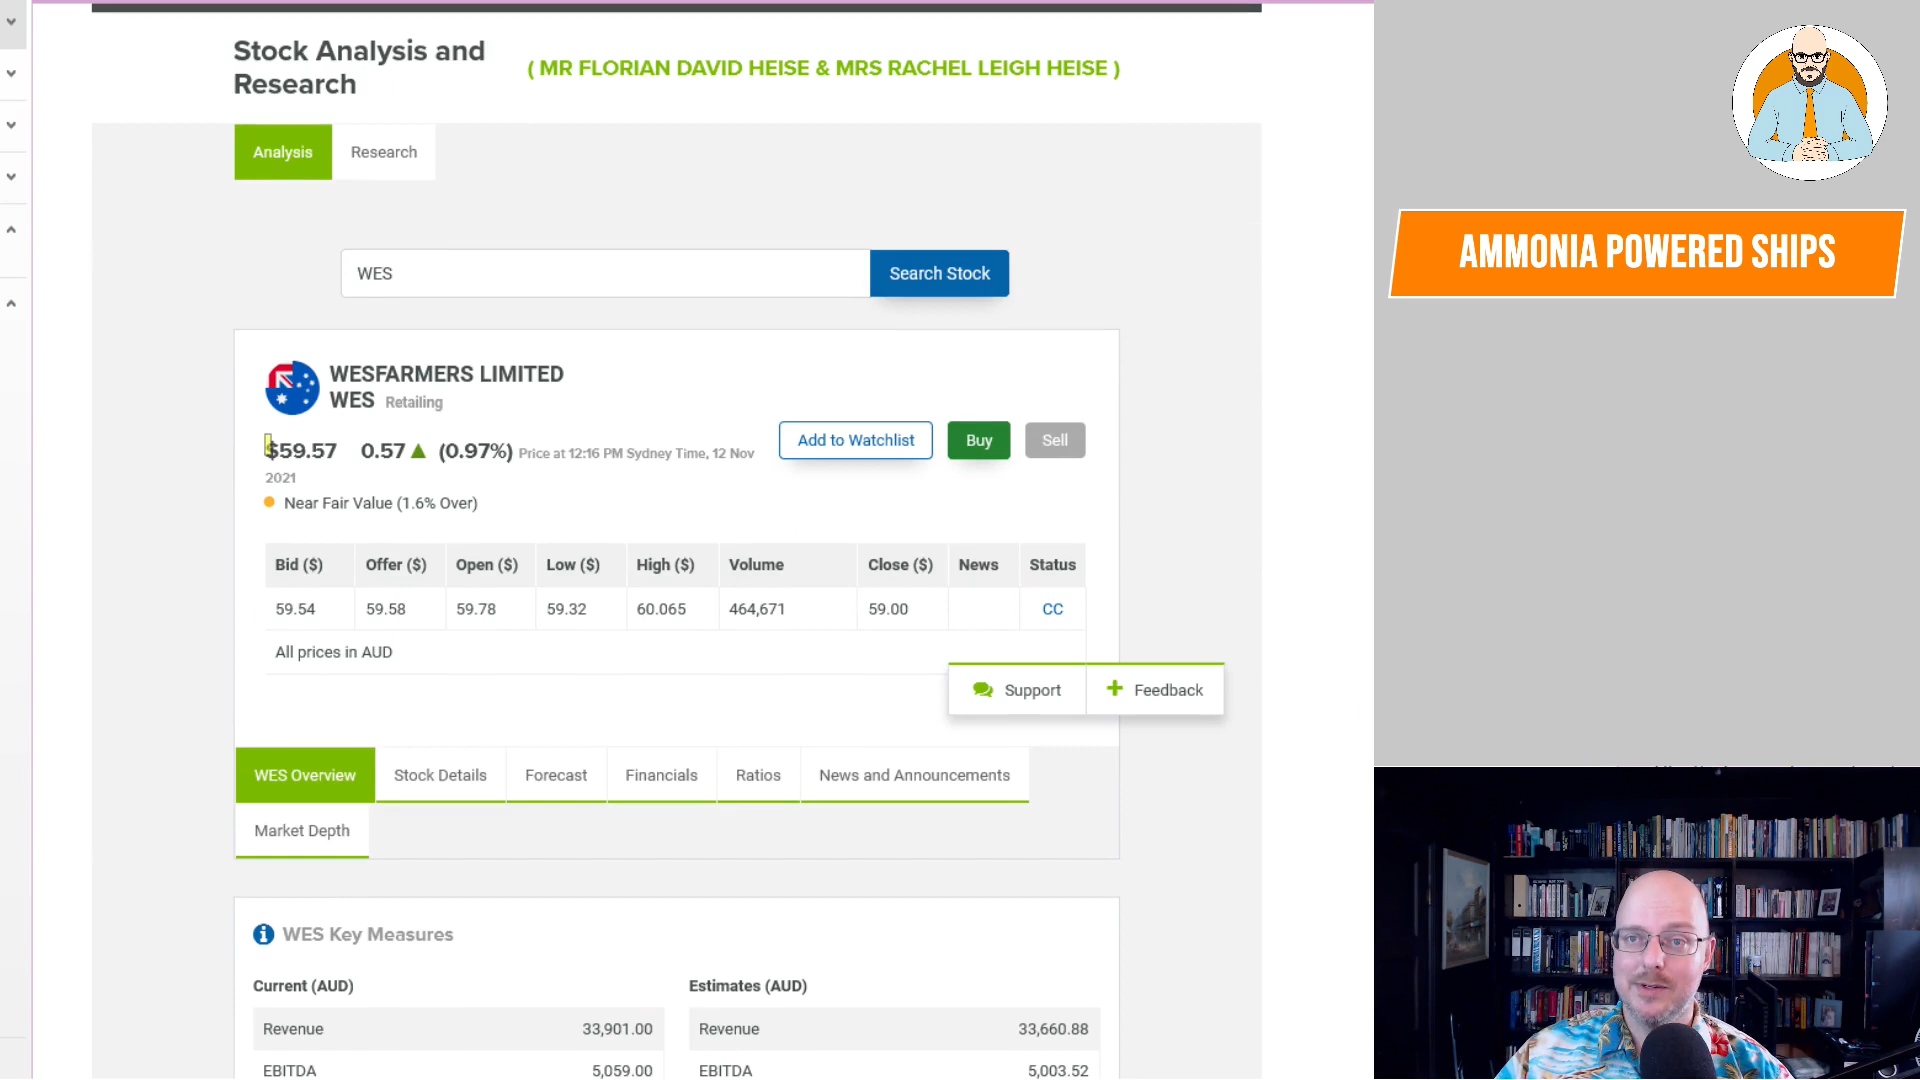 Stock Analysis and
Research
( MR FLORIAN DAVID HEISE & MRS RACHEL LEIGH HEISE )
Analysis
Research
WES
Search Stock
WESFARMERS LIMITED
WES Retailing
$59.57 0.57 (0.97%) Price at 12:16 PM Sydney Time, 12 Nov
2021
Near Fair Value (1.6% Over)
Add to Watchlist
Buy
Sell
Bid ($) Offer ($) Open ($) Low ($) High ($) Volume Close ($) News Status
59.54 59.58 59.78 59.32 60.065 464,671 59.00 CC
All prices in AUD
Support
Feedback
WES Overview
Stock Details
Forecast
Financials
Ratios
News and Announcements
Market Depth
WES Key Measures
Current (AUD)
Revenue 33,901.00
EBITDA 5,059.00
Estimates (AUD)
Revenue 33,660.88
EBITDA 5,003.52
AMMONIA POWERED SHIPS